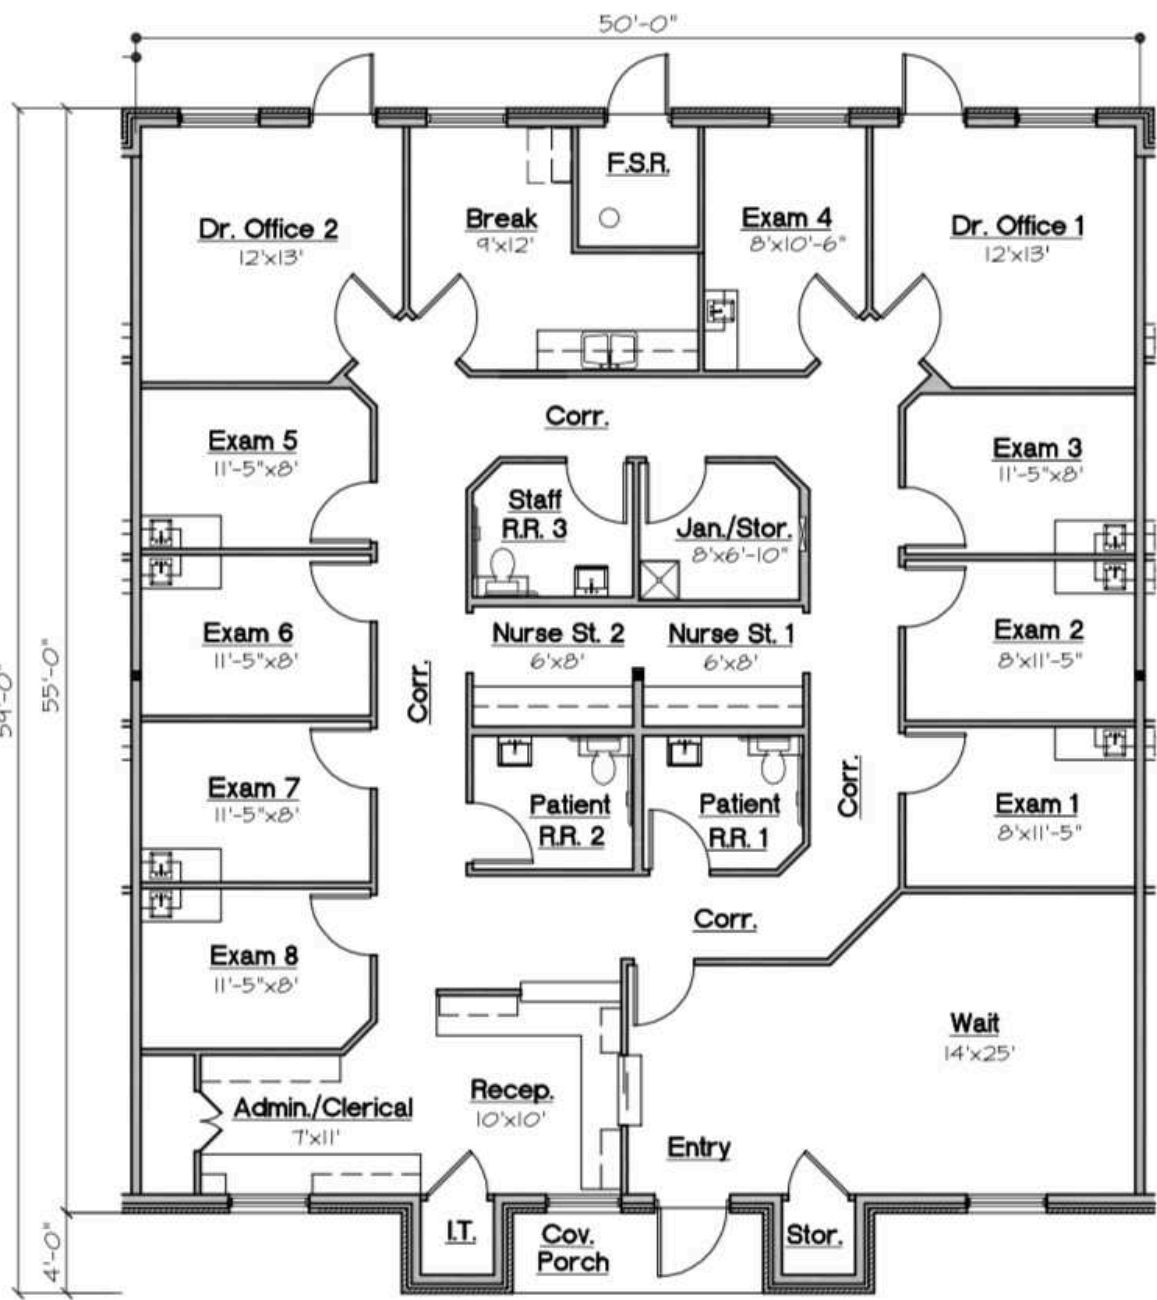 50'-0"
F.S.R.
Dr. Office 2
12'x13'
Break
9'x12'
Exam 4
8'x10'-6"
Dr. Office 1
12'x13'
Corr.
Exam 5
11'-5"x8'
Exam 3
11'-5"x8'
Staff
R.R. 3
Jan./Stor.
8'x6'-10"
Exam 6
11'-5"x8'
Nurse St. 2
6'x8'
Nurse St. 1
6'x8'
Exam 2
8'x11'-5"
59'-0"
55'-0"
Corr.
Exam 7
11'-5"x8'
Patient
R.R. 2
Patient
R.R. 1
Corr.
Exam 1
8'x11'-5"
Corr.
Exam 8
11'-5"x8'
Wait
14'x25'
Admin./Clerical
7'x11'
Recep.
10'x10'
Entry
4'-0"
I.T.
Cov.
Porch
Stor.